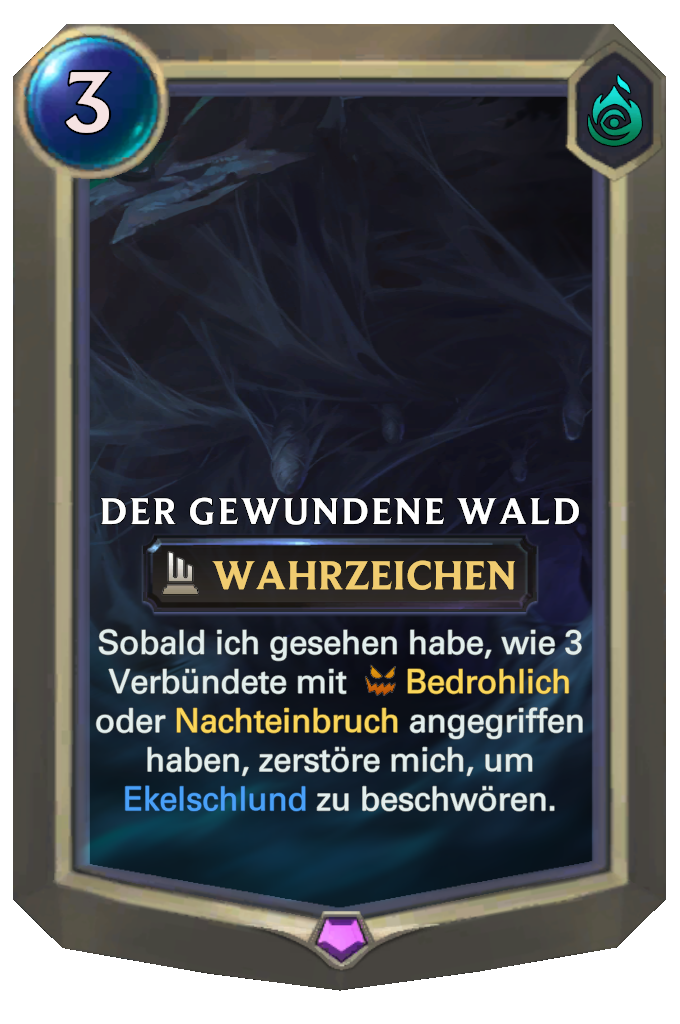 3
DER GEWUNDENE WALD
WAHRZEICHEN
Sobald ich gesehen habe, wie 3
Verbündete mit Bedrohlich
oder Nachteinbruch angegriffen
haben, zerstöre mich, um
Ekelschlund zu beschwören.